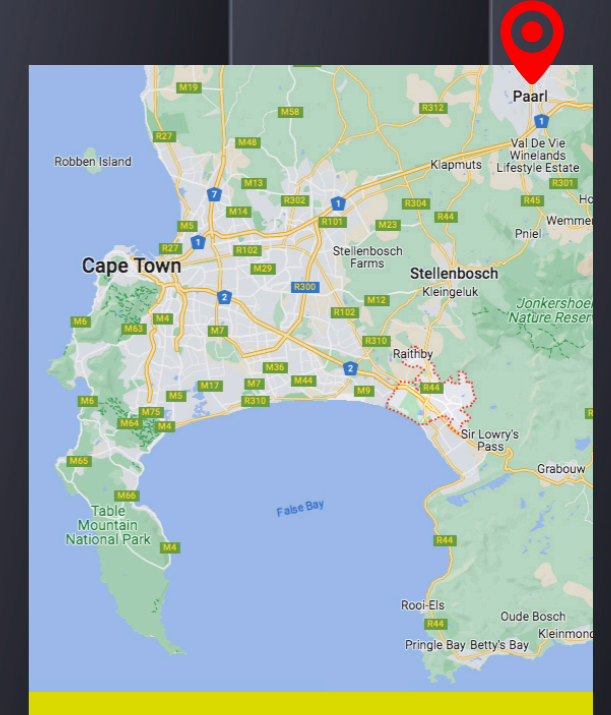 M19
Paarl
R312
M58
1
R27
M48
Val De Vie
Winelands
Lifestyle Estate
Robben Island
Klapmuts
M13
R301
7
R302
1
R304
R45
M14
R44
Wemme
M5
R101
M23
Pniel
R27
1
R102
Stellenbosch
Farms
Cape Town
M29
Stellenbosch
R300
Kleingeluk
2
M12
Jonkershoe
Nature Reser
R102
M6
M4
M63
M7
R310
Raithby
M36
2
M6
M17
M7
M44
M9
R44
M5
R310
M75
M64
M4
Sir Lowry's
Pass
M65
Grabouw
M66
Table
Mountain
National Park
False Bay
M4
R44
Rooi-Els
Oude Bosch
R44
Kleinmond
Pringle Bay
Betty's Bay